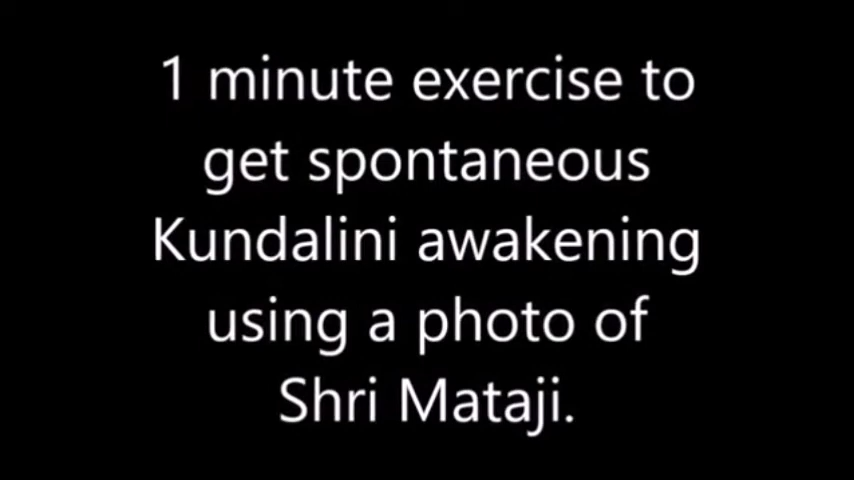 1 minute exercise to
get spontaneous
Kundalini awakening
using a photo of
Shri Mataji.